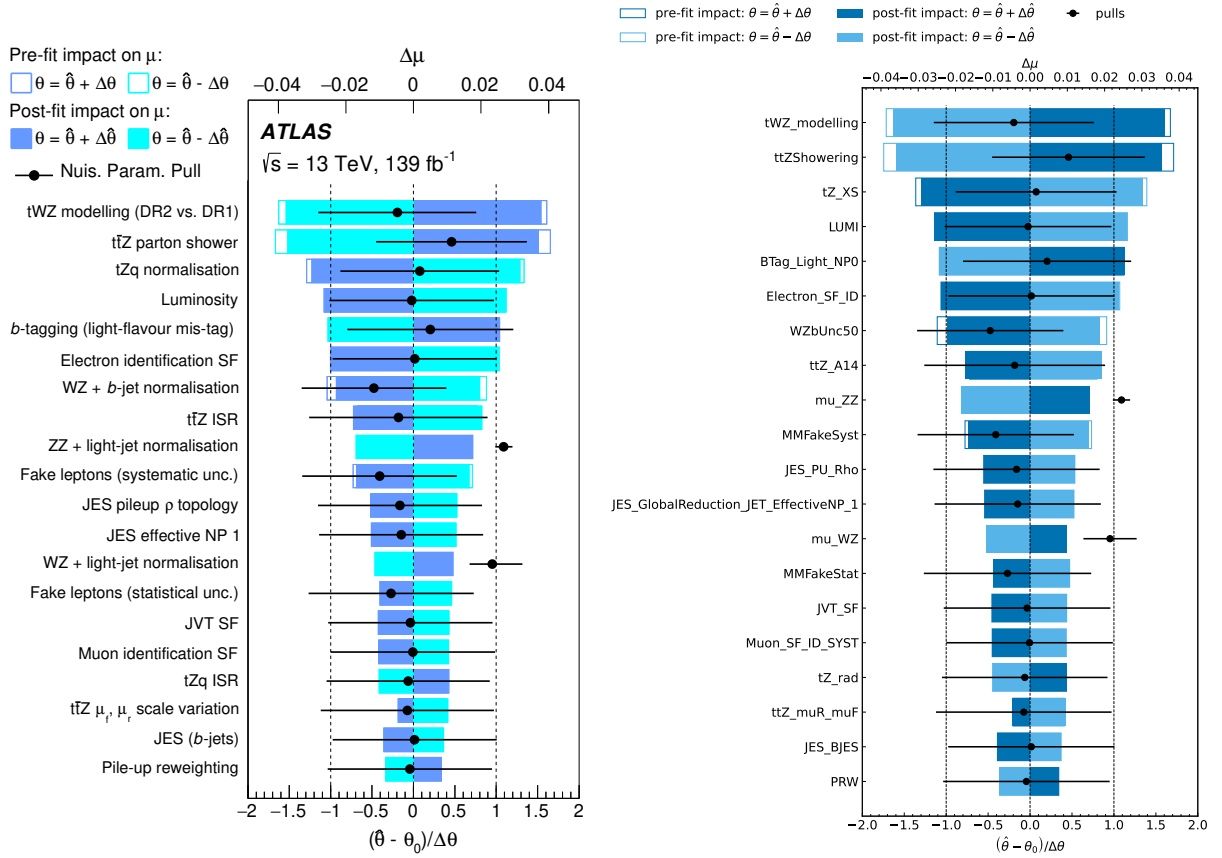 Pre-fit impact on μ:
θ = θ̂ + Δθ θ = θ̂ - Δθ
Post-fit impact on μ:
θ = θ̂ + Δθ̂ θ = θ̂ - Δθ̂
Nuis. Param. Pull
Δμ
−0.04 −0.02 0 0.02 0.04
ATLAS
√s = 13 TeV, 139 fb⁻¹
tWZ modelling (DR2 vs. DR1)
tt̄Z parton shower
tZq normalisation
Luminosity
b-tagging (light-flavour mis-tag)
Electron identification SF
WZ + b-jet normalisation
tt̄Z ISR
ZZ + light-jet normalisation
Fake leptons (systematic unc.)
JES pileup ρ topology
JES effective NP 1
WZ + light-jet normalisation
Fake leptons (statistical unc.)
JVT SF
Muon identification SF
tZq ISR
tt̄Z μf, μr scale variation
JES (b-jets)
Pile-up reweighting
−2 −1.5 −1 −0.5 0 0.5 1 1.5 2
(θ̂ - θ₀)/Δθ
pre-fit impact: θ = θ̂ + Δθ post-fit impact: θ = θ̂ + Δθ̂ pulls
pre-fit impact: θ = θ̂ − Δθ post-fit impact: θ = θ̂ − Δθ̂
Δμ
−0.04 −0.03 −0.02 −0.01 0.00 0.01 0.02 0.03 0.04
tWZ_modelling
ttZShowering
tZ_XS
LUMI
BTag_Light_NP0
Electron_SF_ID
WZbUnc50
ttZ_A14
mu_ZZ
MMFakeSyst
JES_PU_Rho
JES_GlobalReduction_JET_EffectiveNP_1
mu_WZ
MMFakeStat
JVT_SF
Muon_SF_ID_SYST
tZ_rad
ttZ_muR_muF
JES_BJES
PRW
−2.0 −1.5 −1.0 −0.5 0.0 0.5 1.0 1.5 2.0
(θ̂ − θ₀)/Δθ